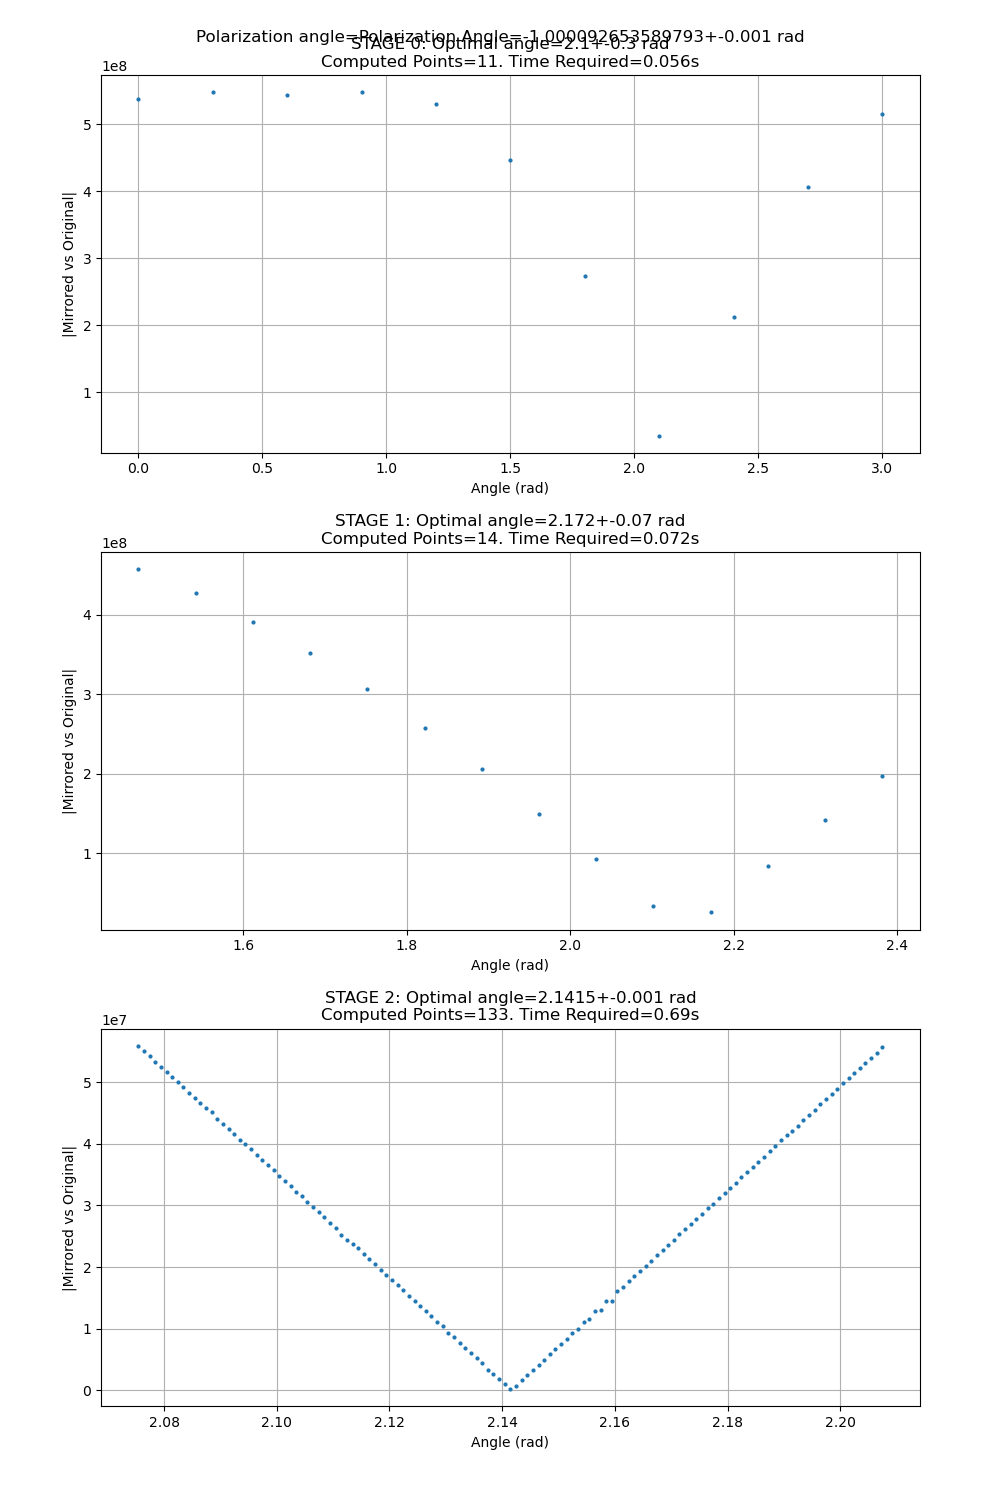 Polarization angle=Polarization Angle=-1.000092653589793+-0.001 rad
STAGE 0: Optimal angle=2.1+-0.3 rad
Computed Points=11. Time Required=0.056s
1e8
5
4
3
2
1
|Mirrored vs Original|
0.0 0.5 1.0 1.5 2.0 2.5 3.0
Angle (rad)
STAGE 1: Optimal angle=2.172+-0.07 rad
Computed Points=14. Time Required=0.072s
1e8
4
3
2
1
|Mirrored vs Original|
1.6 1.8 2.0 2.2 2.4
Angle (rad)
STAGE 2: Optimal angle=2.1415+-0.001 rad
Computed Points=133. Time Required=0.69s
1e7
5
4
3
2
1
0
|Mirrored vs Original|
2.08 2.10 2.12 2.14 2.16 2.18 2.20
Angle (rad)